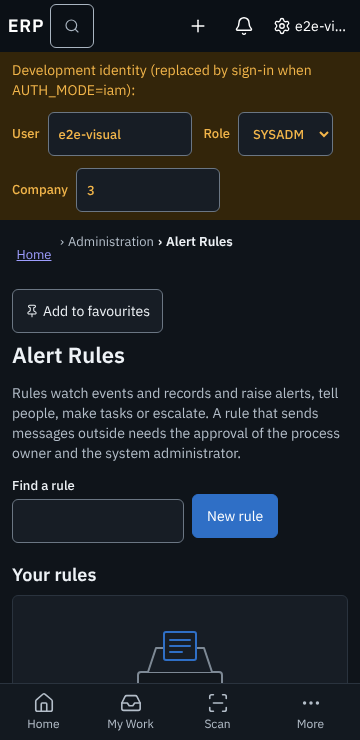 ERP
e2e-vi...
Development identity (replaced by sign-in when
AUTH_MODE=iam):
User e2e-visual Role SYSADM
Company 3
Home › Administration › Alert Rules
Add to favourites
Alert Rules
Rules watch events and records and raise alerts, tell
people, make tasks or escalate. A rule that sends
messages outside needs the approval of the process
owner and the system administrator.
Find a rule
New rule
Your rules
Home My Work Scan More